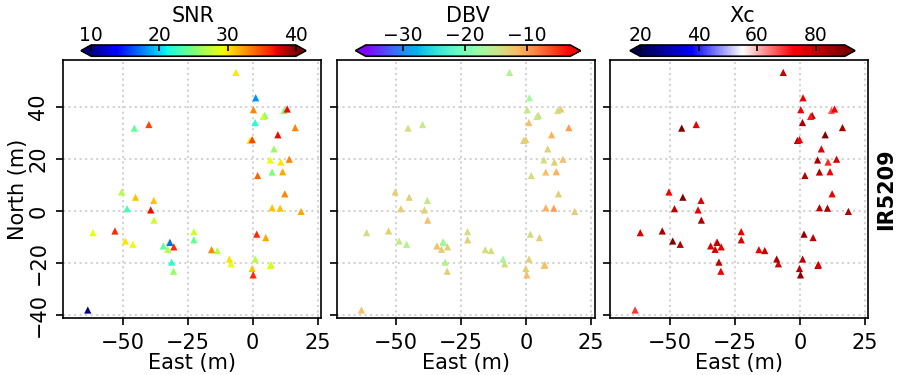 SNR DBV Xc
10 20 30 40 −30 −20 −10 20 40 60 80
North (m)
40
20
0
−20
−40
IR5209
−50 −25 0 25 −50 −25 0 25 −50 −25 0 25
East (m) East (m) East (m)